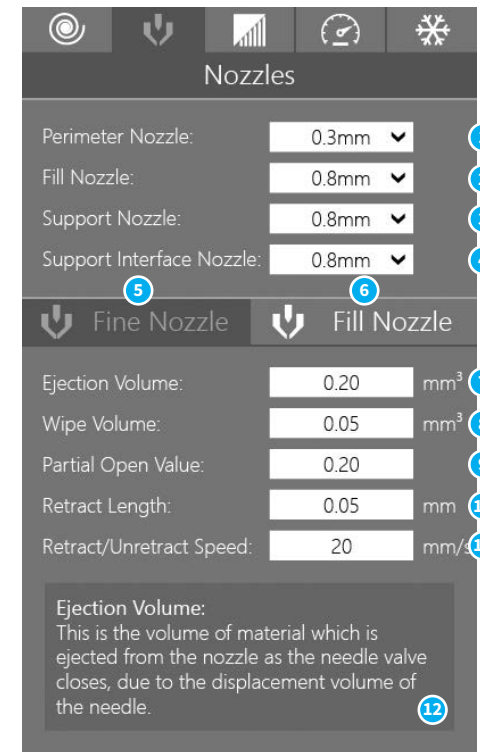 Nozzles
Perimeter Nozzle: 0.3mm
Fill Nozzle: 0.8mm
Support Nozzle: 0.8mm
Support Interface Nozzle: 0.8mm
5 6
Fine Nozzle Fill Nozzle
Ejection Volume: 0.20 mm³
Wipe Volume: 0.05 mm³
Partial Open Value: 0.20
Retract Length: 0.05 mm
Retract/Unretract Speed: 20 mm/s
Ejection Volume:
This is the volume of material which is
ejected from the nozzle as the needle valve
closes, due to the displacement volume of
the needle.
12